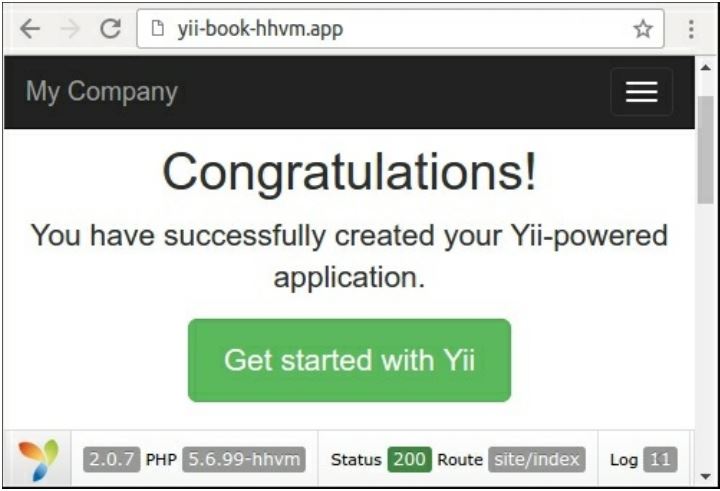 yii-book-hhvm.app
My Company
Congratulations!
You have successfully created your Yii-powered
application.
Get started with Yii
2.0.7 PHP 5.6.99-hhvm Status 200 Route site/index Log 11